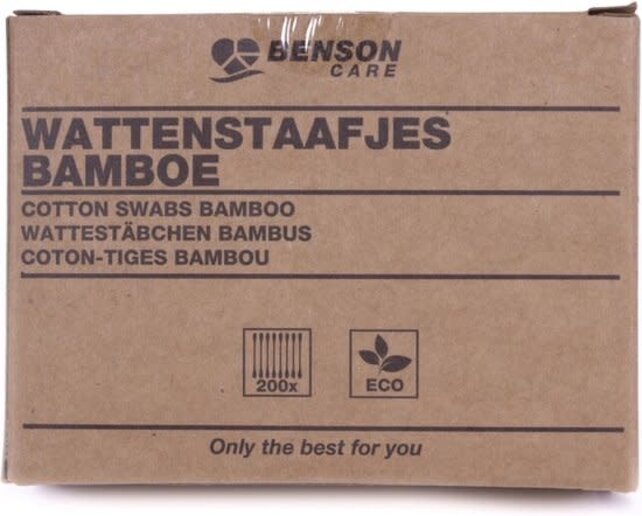 BENSON
CARE
WATTENSTAAFJES
BAMBOE
COTTON SWABS BAMBOO
WATTESTÄBCHEN BAMBUS
COTON-TIGES BAMBOU
200x
ECO
Only the best for you